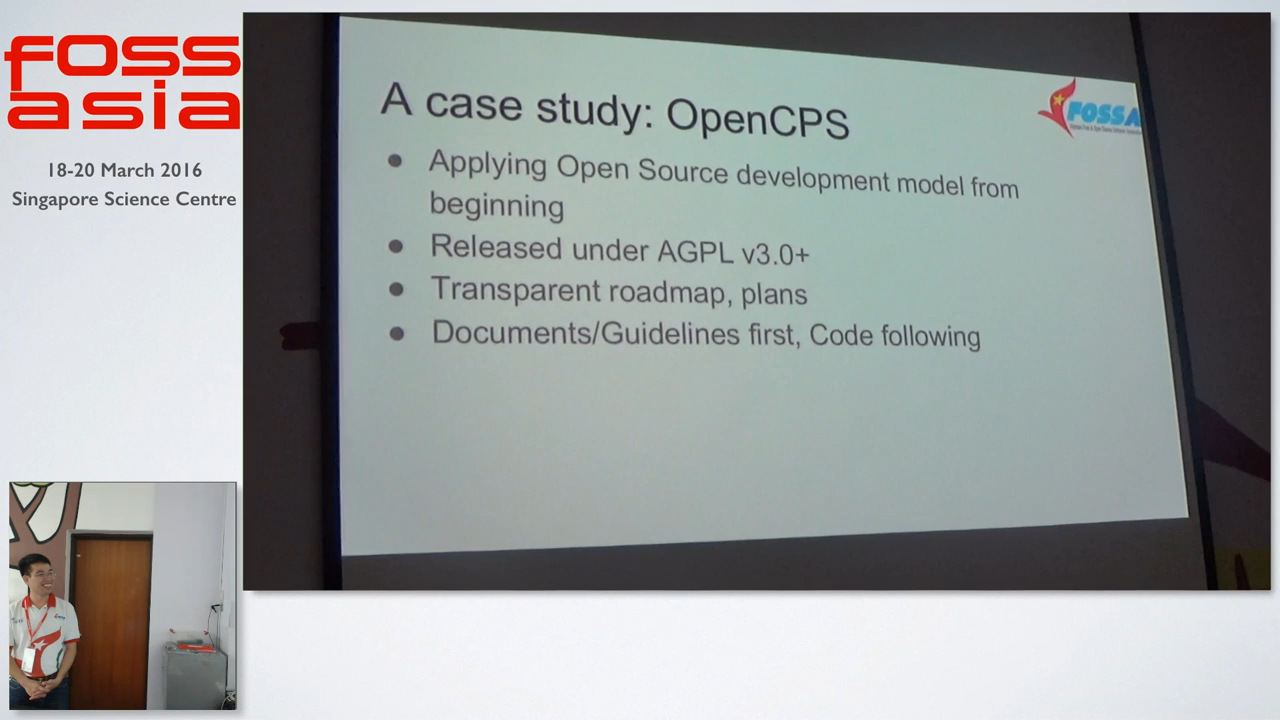 foss
asia
18-20 March 2016
Singapore Science Centre
A case study: OpenCPS
FOSSA
● Applying Open Source development model from
beginning
● Released under AGPL v3.0+
● Transparent roadmap, plans
● Documents/Guidelines first, Code following